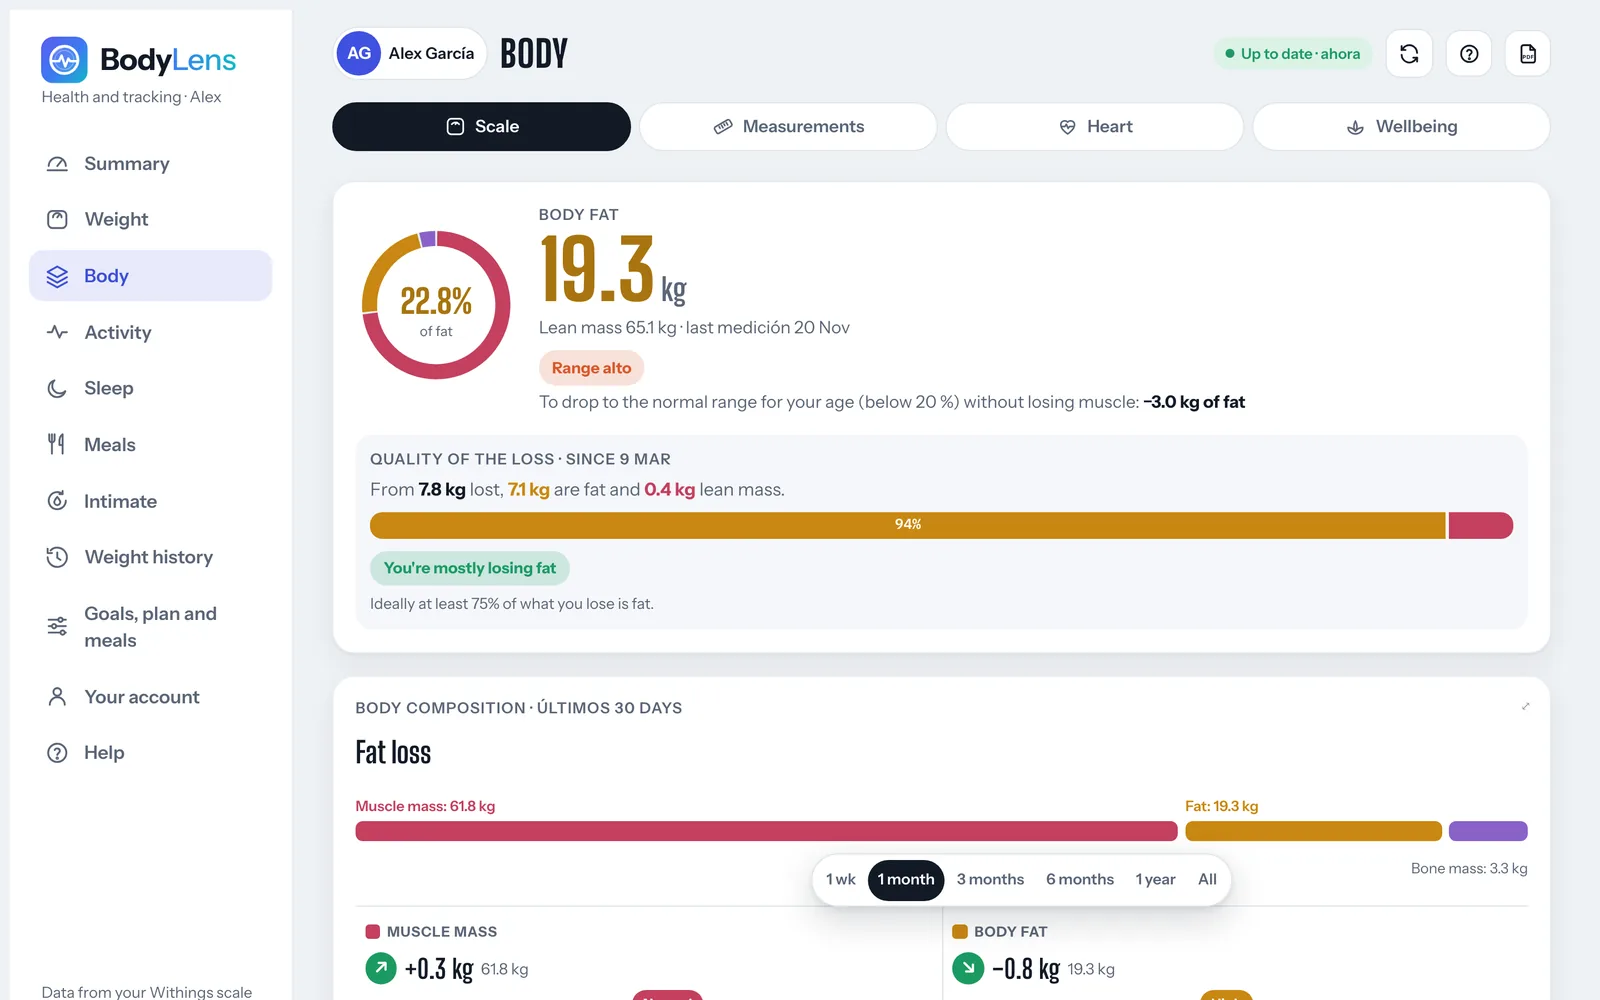 BodyLens
Health and tracking · Alex
Summary
Weight
Body
Activity
Sleep
Meals
Intimate
Weight history
Goals, plan and
meals
Your account
Help
Data from your Withings scale
AG Alex García
BODY
Up to date · ahora
PDF
Scale
Measurements
Heart
Wellbeing
22.8%
of fat
BODY FAT
19.3 kg
Lean mass 65.1 kg · last medición 20 Nov
Range alto
To drop to the normal range for your age (below 20 %) without losing muscle: −3.0 kg of fat
QUALITY OF THE LOSS · SINCE 9 MAR
From 7.8 kg lost, 7.1 kg are fat and 0.4 kg lean mass.
94%
You're mostly losing fat
Ideally at least 75% of what you lose is fat.
BODY COMPOSITION · ÚLTIMOS 30 DAYS
Fat loss
Muscle mass: 61.8 kg
Fat: 19.3 kg
Bone mass: 3.3 kg
1 wk
1 month
3 months
6 months
1 year
All
MUSCLE MASS
+0.3 kg 61.8 kg
BODY FAT
−0.8 kg 19.3 kg